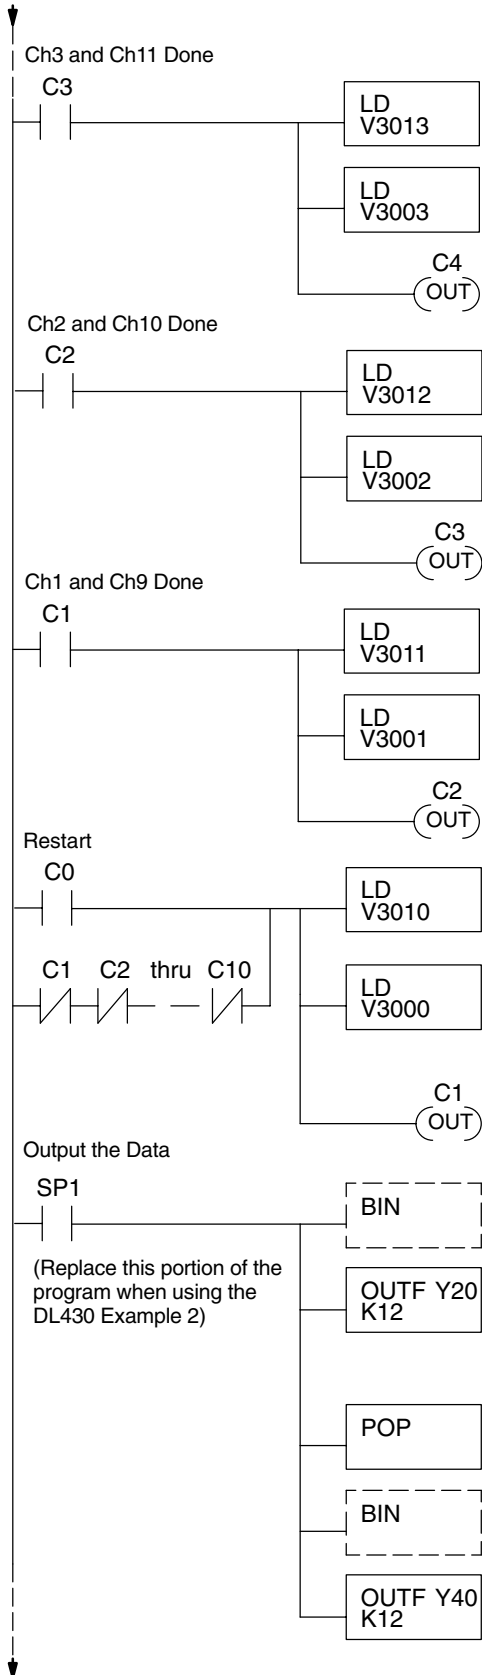 Ch3 and Ch11 Done
C3
LD
V3013
LD
V3003
C4
OUT
Ch2 and Ch10 Done
C2
LD
V3012
LD
V3002
C3
OUT
Ch1 and Ch9 Done
C1
LD
V3011
LD
V3001
C2
OUT
Restart
C0
LD
V3010
C1 C2 thru C10
LD
V3000
C1
OUT
Output the Data
SP1
BIN
(Replace this portion of the
program when using the
DL430 Example 2)
OUTF Y20
K12
POP
BIN
OUTF Y40
K12